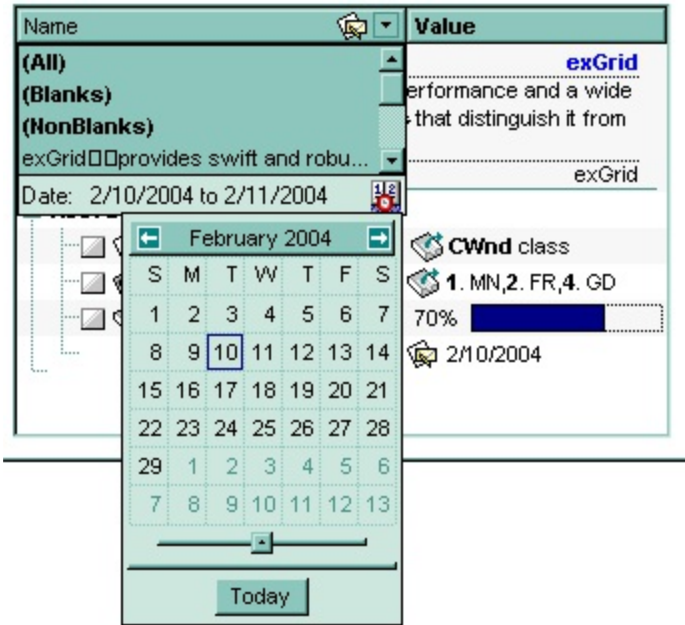 Name
Value
(All)
exGrid
(Blanks)
erformance and a wide
(NonBlanks)
that distinguish it from
exGrid□□provides swift and robu...
exGrid
Date: 2/10/2004 to 2/11/2004
February 2004
CWnd class
S M T W T F S
1. MN,2. FR,4. GD
1 2 3 4 5 6 7
70%
8 9 10 11 12 13 14
2/10/2004
15 16 17 18 19 20 21
22 23 24 25 26 27 28
29 1 2 3 4 5 6
7 8 9 10 11 12 13
Today